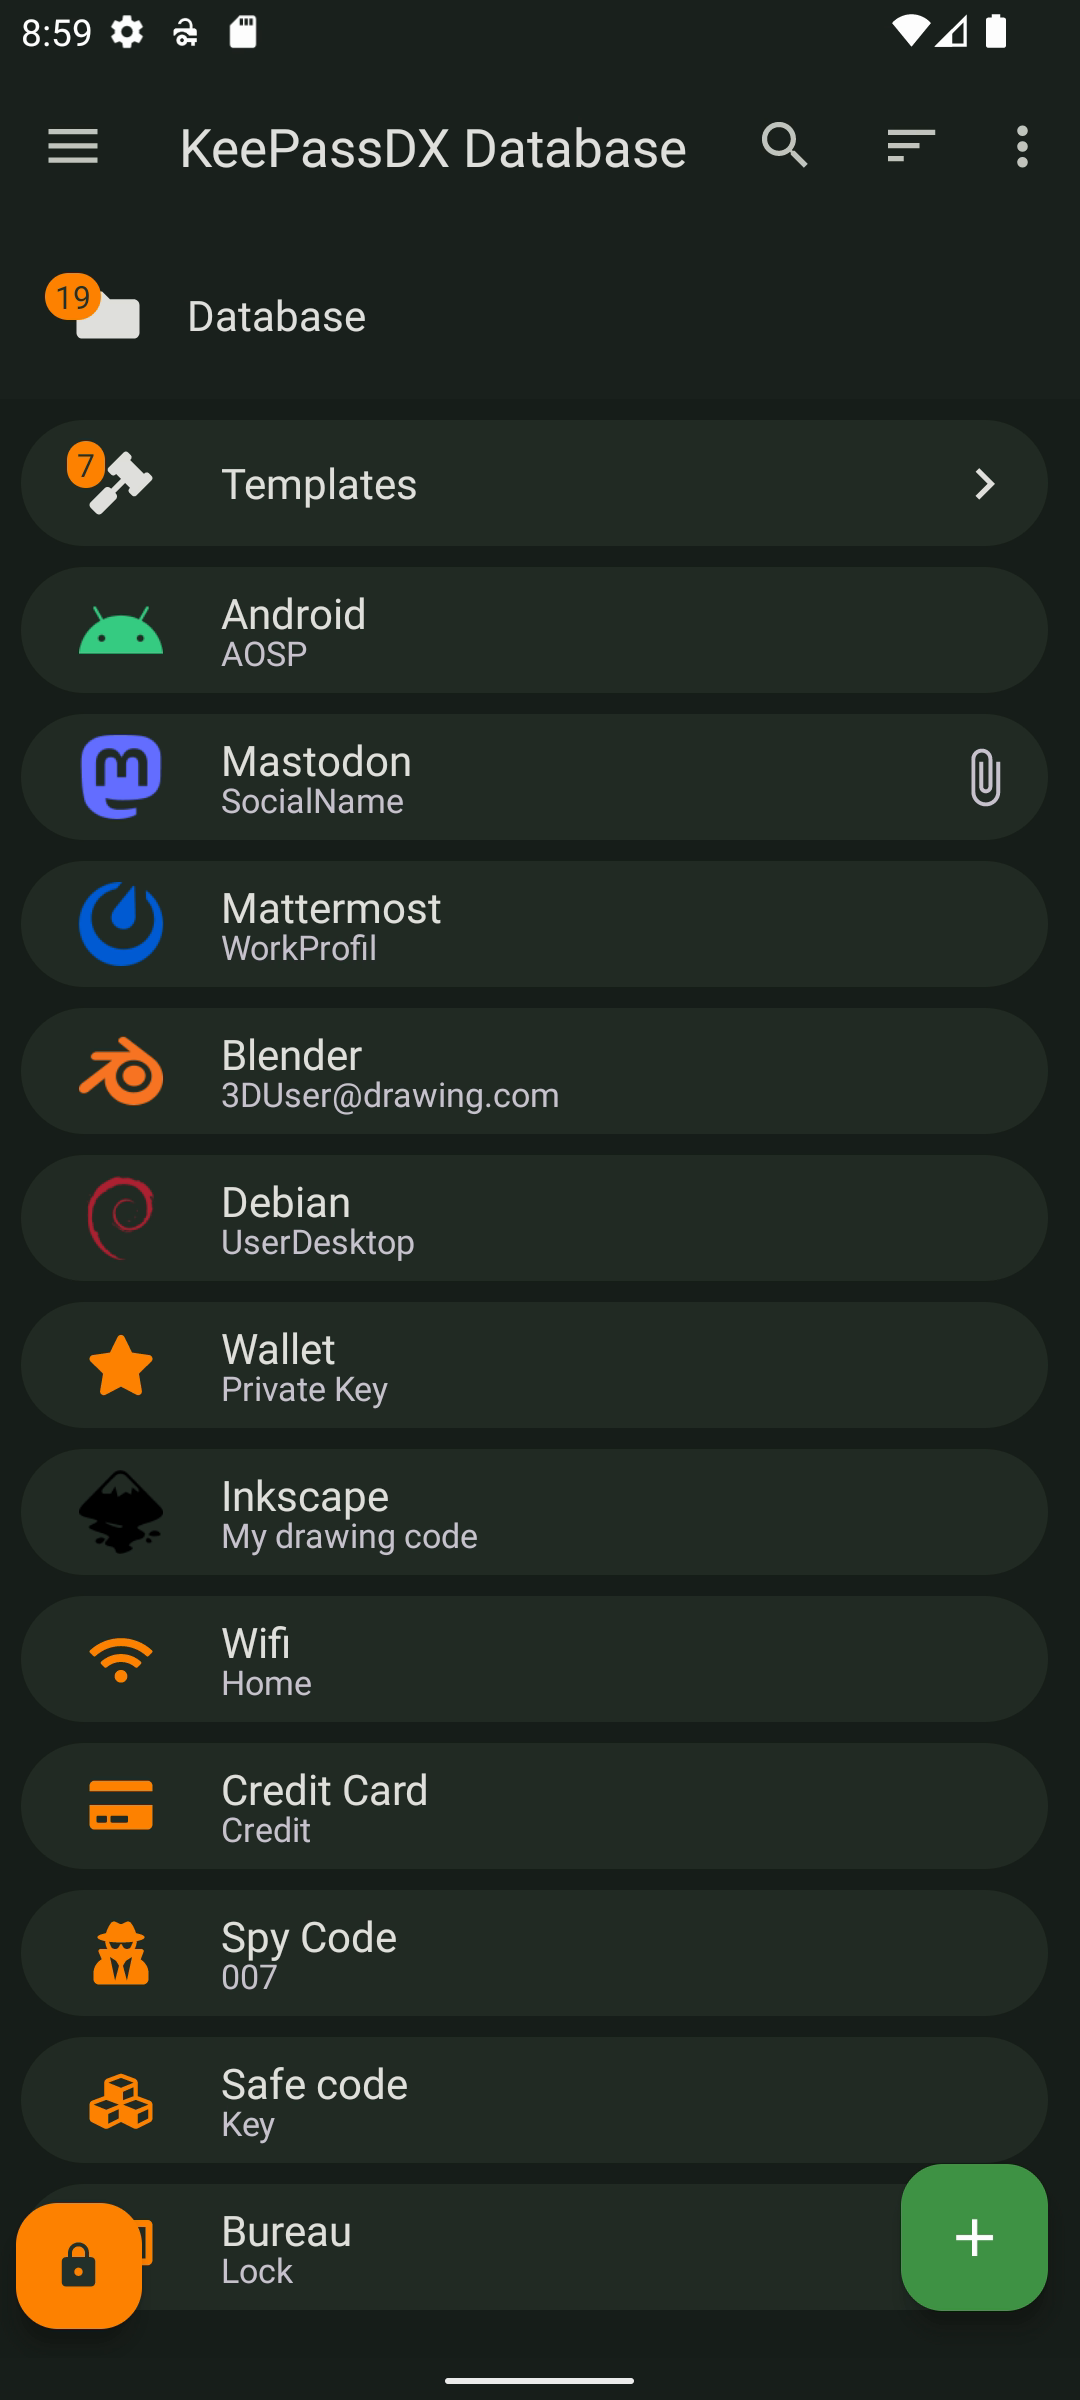 8:59
KeePassDX Database
19
Database
7
Templates
Android
AOSP
Mastodon
SocialName
Mattermost
WorkProfil
Blender
3DUser@drawing.com
Debian
UserDesktop
Wallet
Private Key
Inkscape
My drawing code
Wifi
Home
Credit Card
Credit
Spy Code
007
Safe code
Key
Bureau
Lock